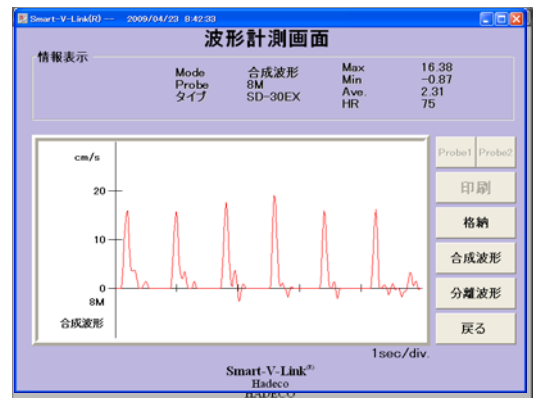 Smart-V-Link(R) -- 2009/04/23 8:42:33
波形計測画面
情報表示
Mode 合成波形 Max 16.38
Probe 8M Min -0.87
タイプ SD-30EX Ave. 2.31
HR 75
Probe1 Probe2
cm/s
20
10
0
8M
合成波形
印刷
格納
合成波形
分離波形
戻る
1sec/div.
Smart-V-Link®
Hadeco
HADECO